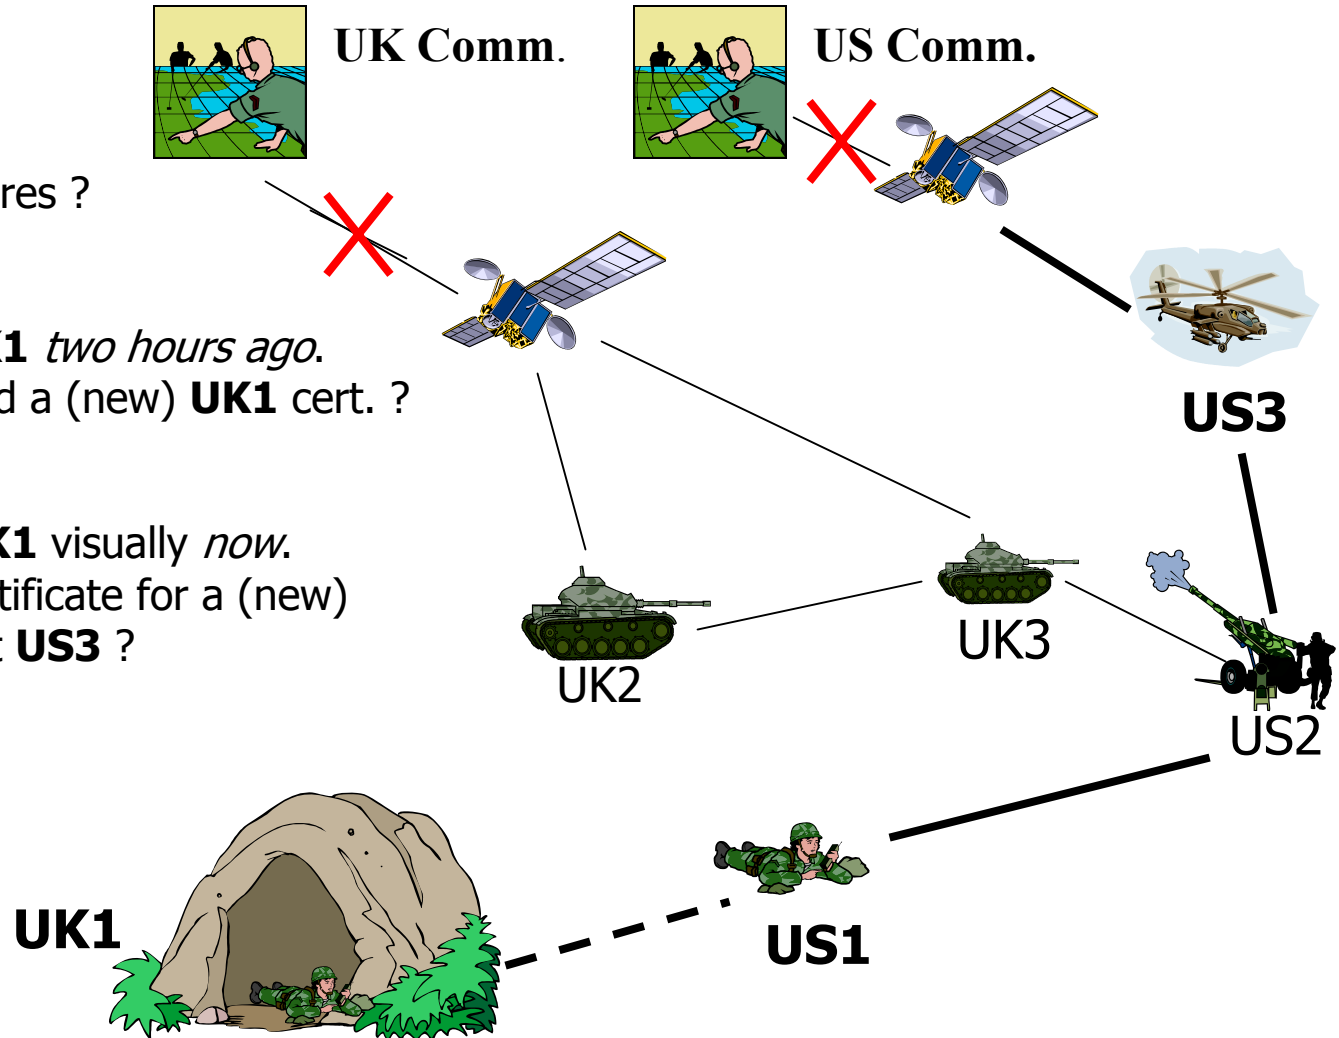 UK Comm.
US Comm.
res ?
1 two hours ago.
d a (new) UK1 cert. ?
US3
K1 visually now.
tificate for a (new)
t US3 ?
UK3
UK2
US2
UK1
US1